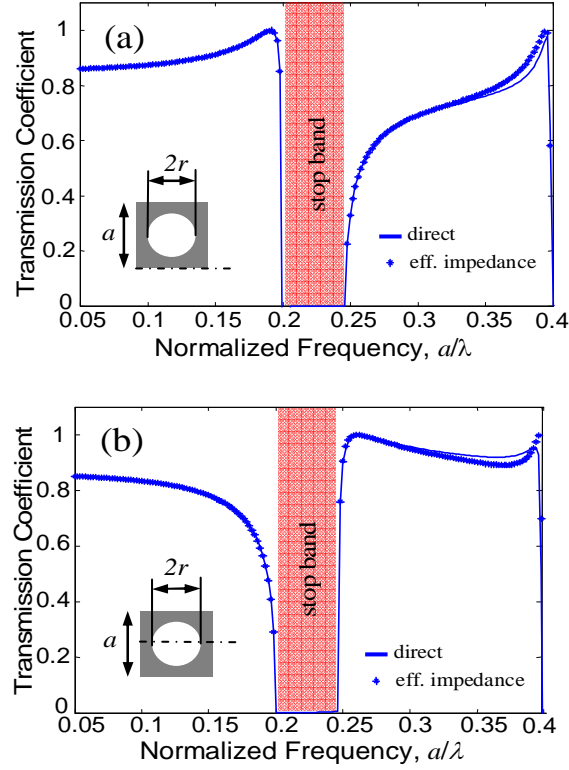 (a)
Transmission Coefficient
1
0.8
0.6
0.4
0.2
0
2r
a
stop band
direct
eff. impedance
0.05 0.1 0.15 0.2 0.25 0.3 0.35 0.4
Normalized Frequency, a/λ
(b)
Transmission Coefficient
1
0.8
0.6
0.4
0.2
0
2r
a
stop band
direct
eff. impedance
0.05 0.1 0.15 0.2 0.25 0.3 0.35 0.4
Normalized Frequency, a/λ